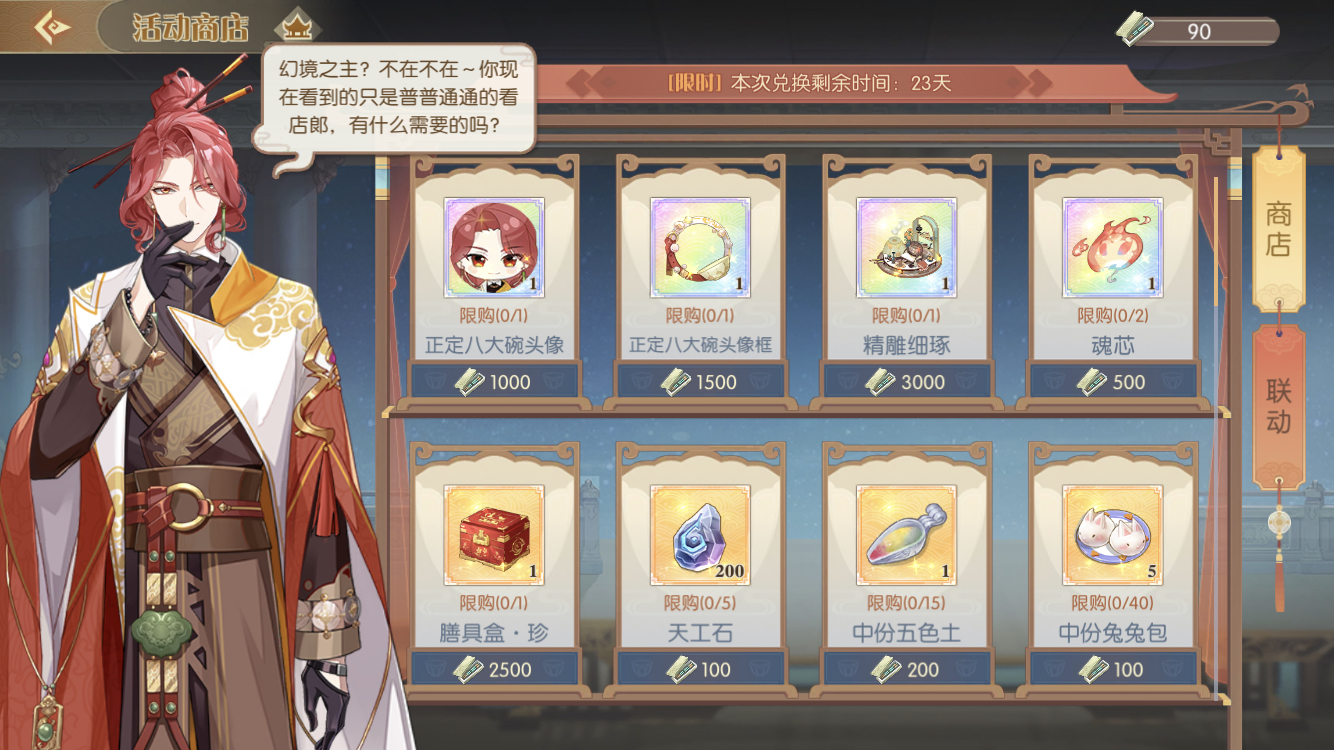 活动商店
90
幻境之主？不在不在～你现
在看到的只是普普通通的看
店郎，有什么需要的吗？
[限时] 本次兑换剩余时间：23天
1
限购(0/1)
正定八大碗头像
1000
1
限购(0/1)
正定八大碗头像框
1500
1
限购(0/1)
精雕细琢
3000
1
限购(0/2)
魂芯
500
1
限购(0/1)
膳具盒·珍
2500
200
限购(0/5)
天工石
100
1
限购(0/15)
中份五色土
200
5
限购(0/40)
中份兔兔包
100
商店
联动